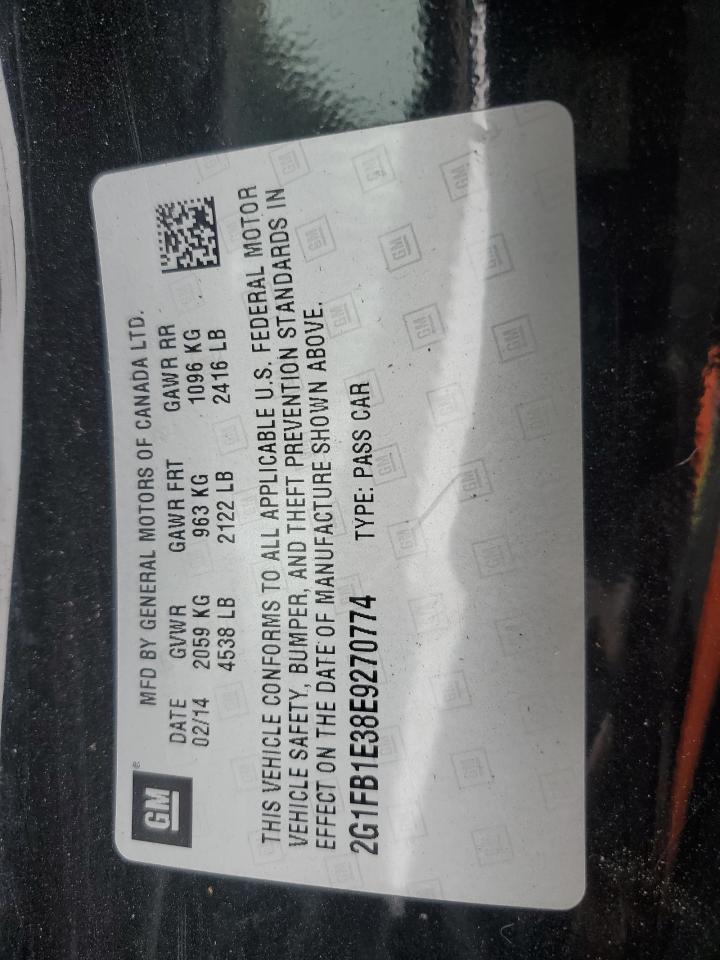 GM®
MFD BY GENERAL MOTORS OF CANADA LTD.
DATE GVWR GAWR FRT GAWR RR
02/14 2059 KG 963 KG 1096 KG
4538 LB 2122 LB 2416 LB
THIS VEHICLE CONFORMS TO ALL APPLICABLE U.S. FEDERAL MOTOR
VEHICLE SAFETY, BUMPER, AND THEFT PREVENTION STANDARDS IN
EFFECT ON THE DATE OF MANUFACTURE SHOWN ABOVE.
2G1FB1E38E9270774 TYPE: PASS CAR